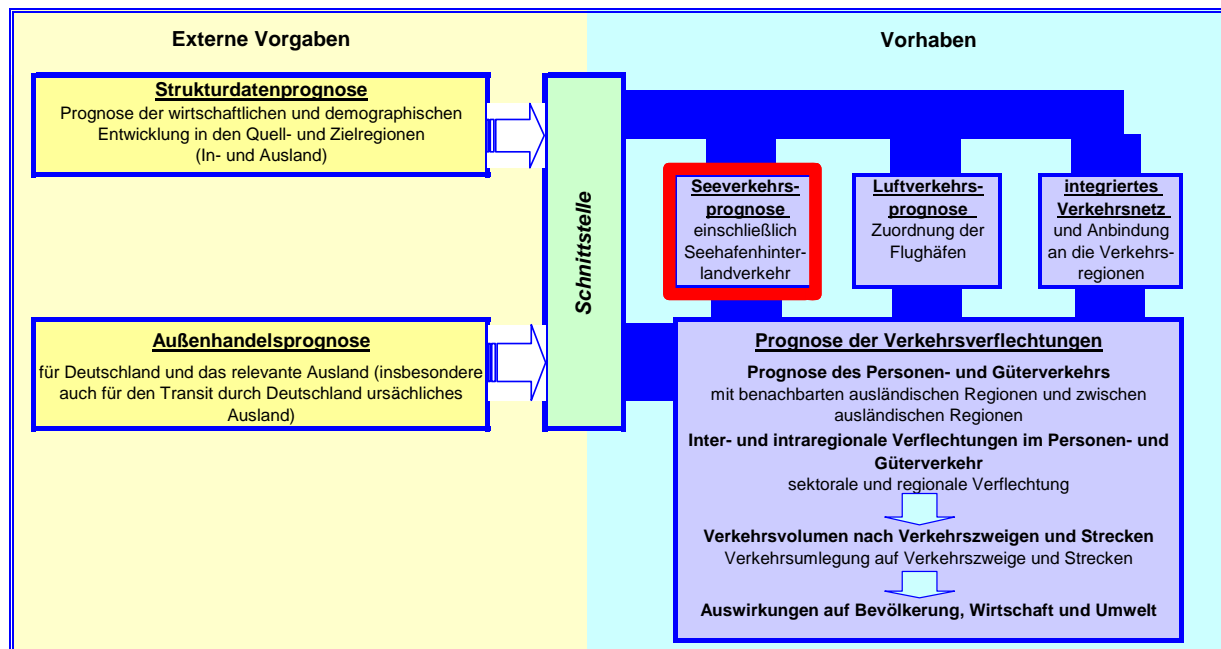 Externe Vorgaben
Vorhaben
Strukturdatenprognose
Prognose der wirtschaftlichen und demographischen
Entwicklung in den Quell- und Zielregionen
(In- und Ausland)
Außenhandelsprognose
für Deutschland und das relevante Ausland (insbesondere
auch für den Transit durch Deutschland ursächliches
Ausland)
Schnittstelle
Seeverkehrs-
prognose
einschließlich
Seehafenhinter-
landverkehr
Luftverkehrs-
prognose
Zuordnung der
Flughäfen
integriertes
Verkehrsnetz
und Anbindung
an die Verkehrs-
regionen
Prognose der Verkehrsverflechtungen
Prognose des Personen- und Güterverkehrs
mit benachbarten ausländischen Regionen und zwischen
ausländischen Regionen
Inter- und intraregionale Verflechtungen im Personen- und
Güterverkehr
sektorale und regionale Verflechtung
Verkehrsvolumen nach Verkehrszweigen und Strecken
Verkehrsumlegung auf Verkehrszweige und Strecken
Auswirkungen auf Bevölkerung, Wirtschaft und Umwelt